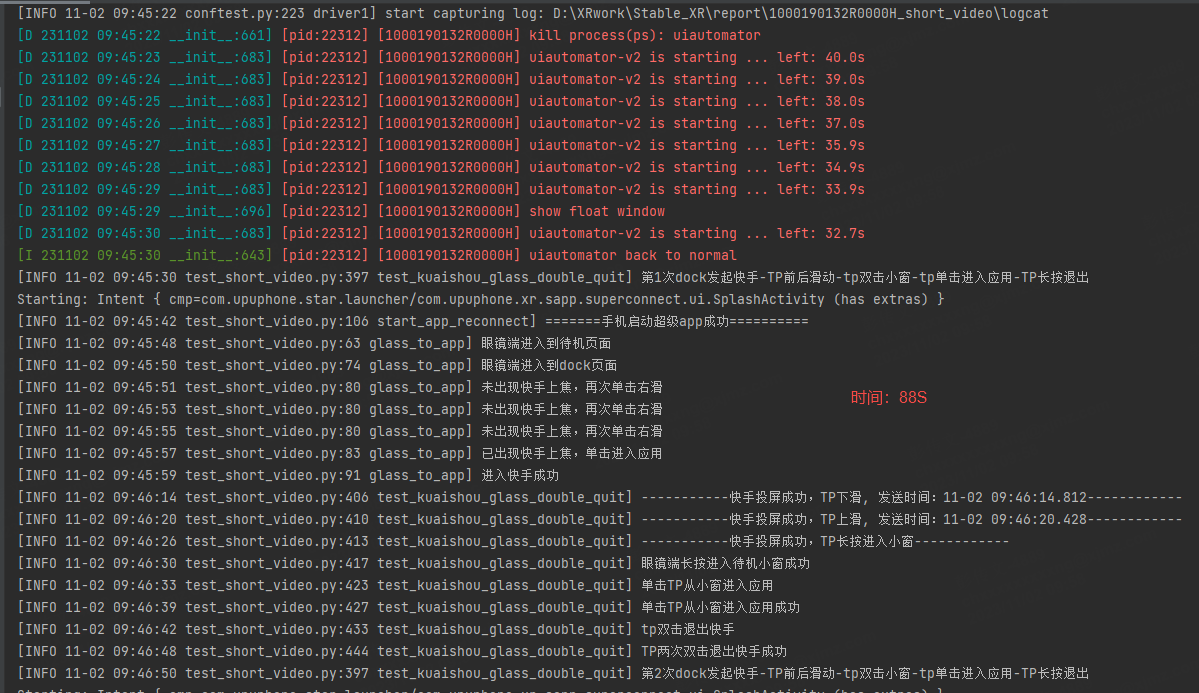 [INFO 11-02 09:45:22 conftest.py:223 driver1] start capturing log: D:\XRwork\Stable_XR\report\1000190132R0000H_short_video\logcat
[D 231102 09:45:22 __init__:661] [pid:22312] [1000190132R0000H] kill process(ps): uiautomator
[D 231102 09:45:23 __init__:683] [pid:22312] [1000190132R0000H] uiautomator-v2 is starting ... left: 40.0s
[D 231102 09:45:24 __init__:683] [pid:22312] [1000190132R0000H] uiautomator-v2 is starting ... left: 39.0s
[D 231102 09:45:25 __init__:683] [pid:22312] [1000190132R0000H] uiautomator-v2 is starting ... left: 38.0s
[D 231102 09:45:26 __init__:683] [pid:22312] [1000190132R0000H] uiautomator-v2 is starting ... left: 37.0s
[D 231102 09:45:27 __init__:683] [pid:22312] [1000190132R0000H] uiautomator-v2 is starting ... left: 35.9s
[D 231102 09:45:28 __init__:683] [pid:22312] [1000190132R0000H] uiautomator-v2 is starting ... left: 34.9s
[D 231102 09:45:29 __init__:683] [pid:22312] [1000190132R0000H] uiautomator-v2 is starting ... left: 33.9s
[D 231102 09:45:29 __init__:696] [pid:22312] [1000190132R0000H] show float window
[D 231102 09:45:30 __init__:683] [pid:22312] [1000190132R0000H] uiautomator-v2 is starting ... left: 32.7s
[I 231102 09:45:30 __init__:643] [pid:22312] [1000190132R0000H] uiautomator back to normal
[INFO 11-02 09:45:30 test_short_video.py:397 test_kuaishou_glass_double_quit] 第1次dock发起快手-TP前后滑动-tp双击小窗-tp单击进入应用-TP长按退出
Starting: Intent { cmp=com.upuphone.star.launcher/com.upuphone.xr.sapp.superconnect.ui.SplashActivity (has extras) }
[INFO 11-02 09:45:42 test_short_video.py:106 start_app_reconnect] =======手机启动超级app成功==========
[INFO 11-02 09:45:48 test_short_video.py:63 glass_to_app] 眼镜端进入到待机页面
[INFO 11-02 09:45:50 test_short_video.py:74 glass_to_app] 眼镜端进入到dock页面
[INFO 11-02 09:45:51 test_short_video.py:80 glass_to_app] 未出现快手上焦，再次单击右滑
时间：88S
[INFO 11-02 09:45:53 test_short_video.py:80 glass_to_app] 未出现快手上焦，再次单击右滑
[INFO 11-02 09:45:55 test_short_video.py:80 glass_to_app] 未出现快手上焦，再次单击右滑
[INFO 11-02 09:45:57 test_short_video.py:83 glass_to_app] 已出现快手上焦，单击进入应用
[INFO 11-02 09:45:59 test_short_video.py:91 glass_to_app] 进入快手成功
[INFO 11-02 09:46:14 test_short_video.py:406 test_kuaishou_glass_double_quit] -----------快手投屏成功，TP下滑, 发送时间：11-02 09:46:14.812------------
[INFO 11-02 09:46:20 test_short_video.py:410 test_kuaishou_glass_double_quit] -----------快手投屏成功，TP上滑, 发送时间：11-02 09:46:20.428------------
[INFO 11-02 09:46:26 test_short_video.py:413 test_kuaishou_glass_double_quit] -----------快手投屏成功，TP长按进入小窗------------
[INFO 11-02 09:46:30 test_short_video.py:417 test_kuaishou_glass_double_quit] 眼镜端长按进入待机小窗成功
[INFO 11-02 09:46:33 test_short_video.py:423 test_kuaishou_glass_double_quit] 单击TP从小窗进入应用
[INFO 11-02 09:46:39 test_short_video.py:427 test_kuaishou_glass_double_quit] 单击TP从小窗进入应用成功
[INFO 11-02 09:46:42 test_short_video.py:433 test_kuaishou_glass_double_quit] tp双击退出快手
[INFO 11-02 09:46:48 test_short_video.py:444 test_kuaishou_glass_double_quit] TP两次双击退出快手成功
[INFO 11-02 09:46:50 test_short_video.py:397 test_kuaishou_glass_double_quit] 第2次dock发起快手-TP前后滑动-tp双击小窗-tp单击进入应用-TP长按退出